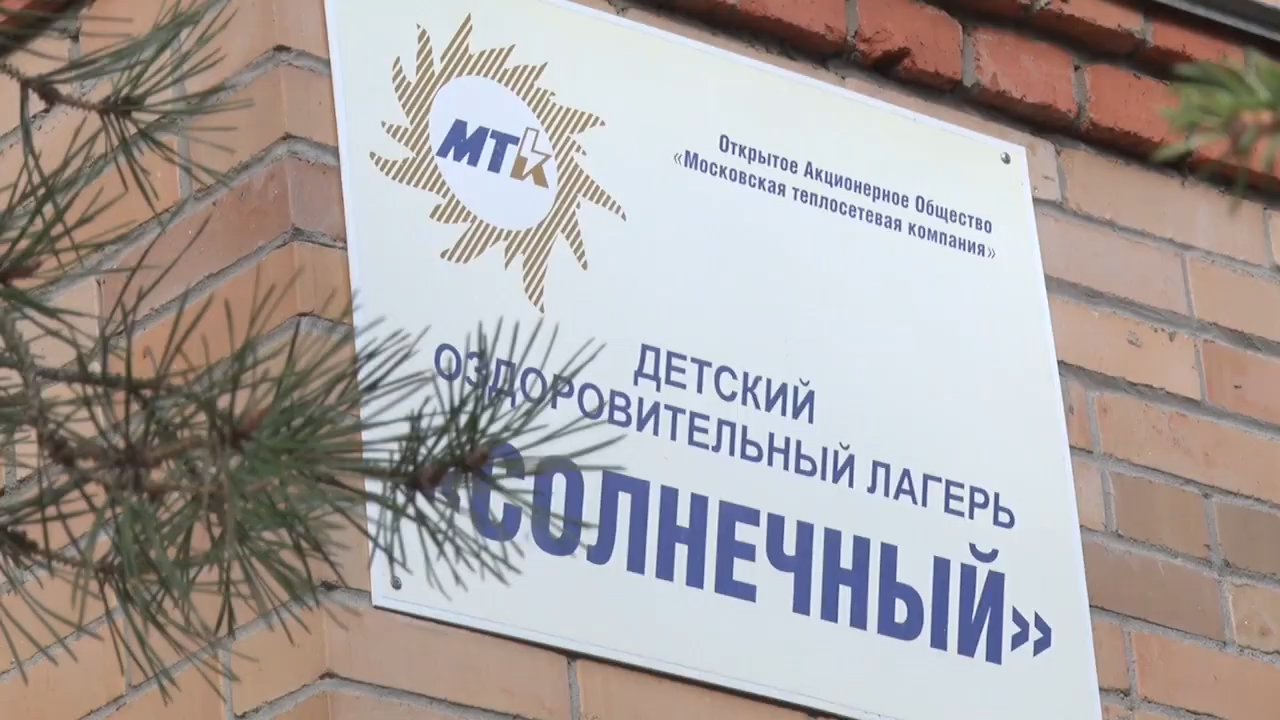 МТК
Открытое Акционерное Общество
«Московская теплосетевая компания»
ДЕТСКИЙ
ОЗДОРОВИТЕЛЬНЫЙ ЛАГЕРЬ
«СОЛНЕЧНЫЙ»